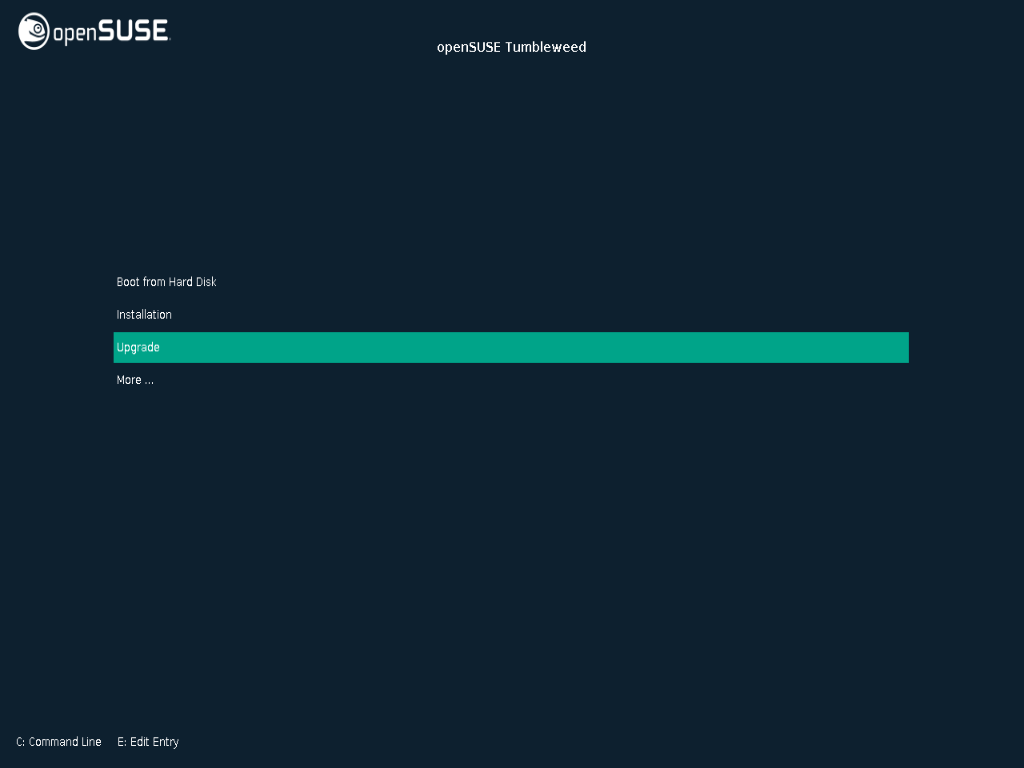 openSUSE
openSUSE Tumbleweed
Boot from Hard Disk
Installation
Upgrade
More ...
C: Command Line E: Edit Entry